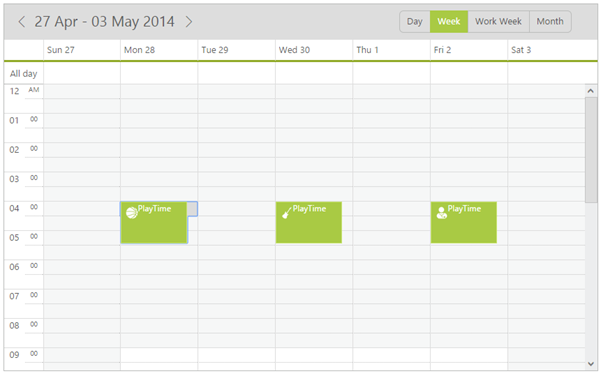 27 Apr - 03 May 2014 Day Week Work Week Month
Sun 27 Mon 28 Tue 29 Wed 30 Thu 1 Fri 2 Sat 3
All day
12 AM
01 00
02 00
03 00
04 00 PlayTime PlayTime PlayTime
05 00
06 00
07 00
08 00
09 00